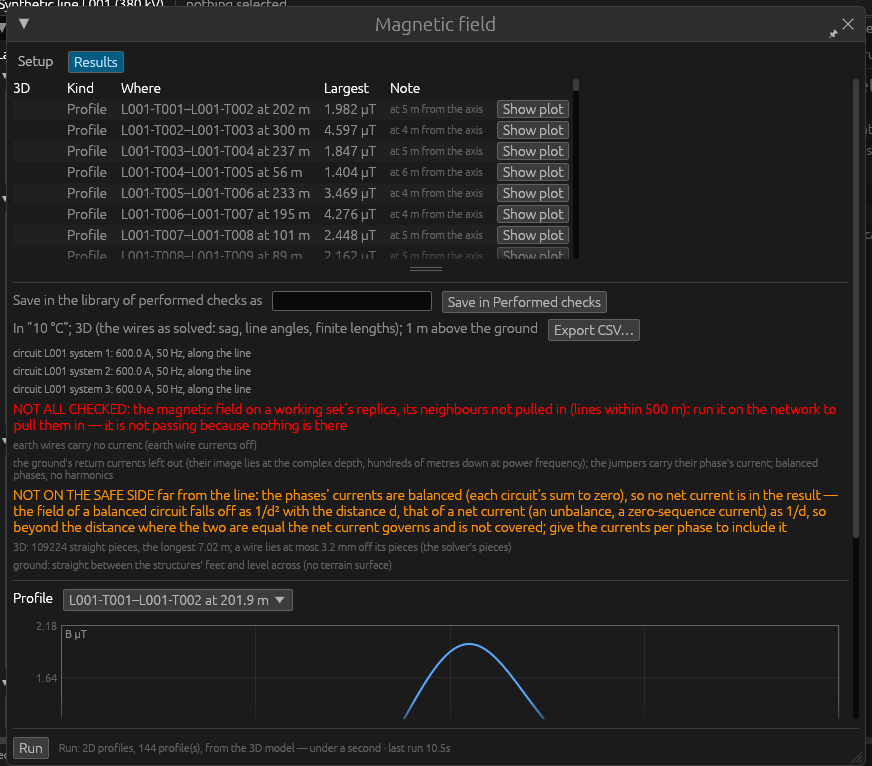 Synthetic line L001 (380 kV) nothing selected
Magnetic field
Setup Results
3D Kind Where Largest Note
Profile L001-T001–L001-T002 at 202 m 1.982 µT at 5 m from the axis Show plot
Profile L001-T002–L001-T003 at 300 m 4.597 µT at 4 m from the axis Show plot
Profile L001-T003–L001-T004 at 237 m 1.847 µT at 5 m from the axis Show plot
Profile L001-T004–L001-T005 at 56 m 1.404 µT at 6 m from the axis Show plot
Profile L001-T005–L001-T006 at 233 m 3.469 µT at 4 m from the axis Show plot
Profile L001-T006–L001-T007 at 195 m 4.276 µT at 4 m from the axis Show plot
Profile L001-T007–L001-T008 at 101 m 2.448 µT at 5 m from the axis Show plot
Profile L001-T008–L001-T009 at 89 m 2.162 µT at 5 m from the axis Show plot
Save in the library of performed checks as Save in Performed checks
In "10 °C"; 3D (the wires as solved: sag, line angles, finite lengths); 1 m above the ground Export CSV…
circuit L001 system 1: 600.0 A, 50 Hz, along the line
circuit L001 system 2: 600.0 A, 50 Hz, along the line
circuit L001 system 3: 600.0 A, 50 Hz, along the line
NOT ALL CHECKED: the magnetic field on a working set's replica, its neighbours not pulled in (lines within 500 m): run it on the network to
pull them in — it is not passing because nothing is there
earth wires carry no current (earth wire currents off)
the ground's return currents left out (their image lies at the complex depth, hundreds of metres down at power frequency); the jumpers carry their phase's current; balanced
phases, no harmonics
NOT ON THE SAFE SIDE far from the line: the phases' currents are balanced (each circuit's sum to zero), so no net current is in the result —
the field of a balanced circuit falls off as 1/d² with the distance d, that of a net current (an unbalance, a zero-sequence current) as 1/d, so
beyond the distance where the two are equal the net current governs and is not covered; give the currents per phase to include it
3D: 109224 straight pieces, the longest 7.02 m; a wire lies at most 3.2 mm off its pieces (the solver's pieces)
ground: straight between the structures' feet and level across (no terrain surface)
Profile L001-T001–L001-T002 at 201.9 m
2.18
B µT
1.64
Run Run: 2D profiles, 144 profile(s), from the 3D model — under a second · last run 10.5s